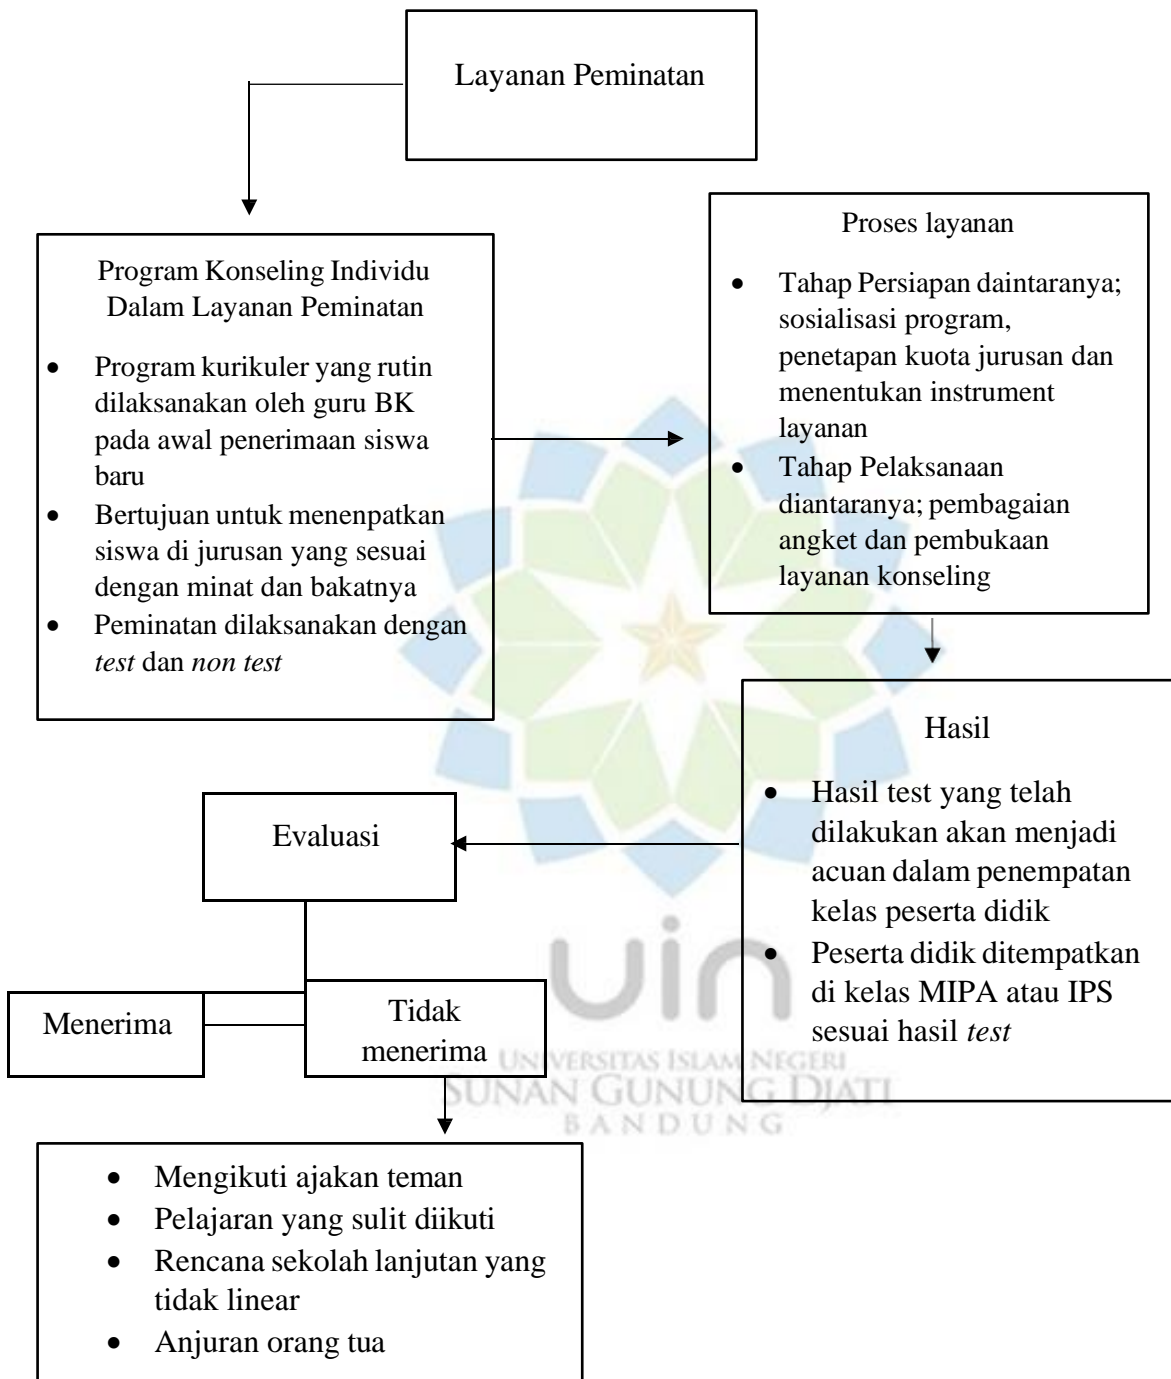 Layanan Peminatan
Program Konseling Individu
Dalam Layanan Peminatan
• Program kurikuler yang rutin
dilaksanakan oleh guru BK
pada awal penerimaan siswa
baru
• Bertujuan untuk menenpatkan
siswa di jurusan yang sesuai
dengan minat dan bakatnya
• Peminatan dilaksanakan dengan
test dan non test
Proses layanan
• Tahap Persiapan daintaranya;
sosialisasi program,
penetapan kuota jurusan dan
menentukan instrument
layanan
• Tahap Pelaksanaan
diantaranya; pembagaian
angket dan pembukaan
layanan konseling
Hasil
• Hasil test yang telah
dilakukan akan menjadi
acuan dalam penempatan
kelas peserta didik
• Peserta didik ditempatkan
di kelas MIPA atau IPS
sesuai hasil test
Evaluasi
Menerima
Tidak
menerima
• Mengikuti ajakan teman
• Pelajaran yang sulit diikuti
• Rencana sekolah lanjutan yang
tidak linear
• Anjuran orang tua
uin
UNIVERSITAS ISLAM NEGERI
SUNAN GUNUNG DJATI
BANDUNG